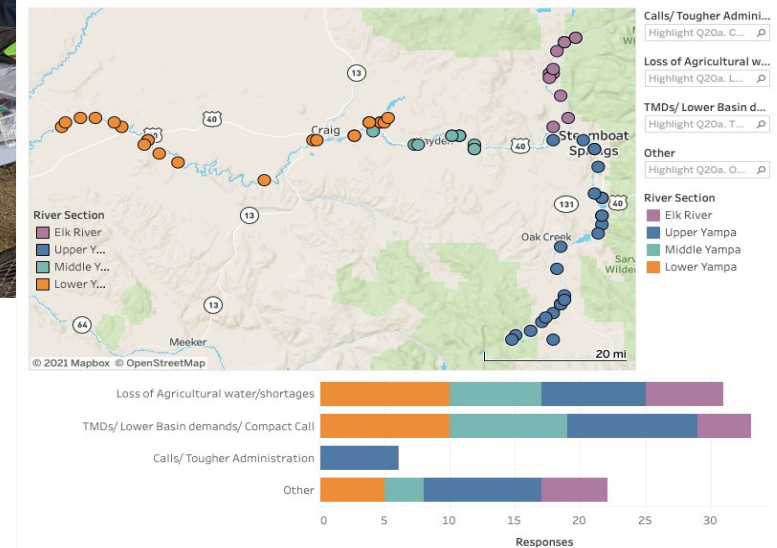 13
40
40
Craig
Hayden
40
Steamboat
Springs
131
40
13
Oak Creek
River Section
Elk River
Upper Y...
Middle Y...
Lower Y...
13
64
Meeker
20 mi
© 2021 Mapbox © OpenStreetMap
Calls/ Tougher Admini...
Highlight Q20a. C...
Loss of Agricultural w...
Highlight Q20a. L...
TMDs/ Lower Basin d...
Highlight Q20a. T...
Other
Highlight Q20a. O...
River Section
Elk River
Upper Yampa
Middle Yampa
Lower Yampa
Loss of Agricultural water/shortages
TMDs/ Lower Basin demands/ Compact Call
Calls/ Tougher Administration
Other
0 5 10 15 20 25 30
Responses